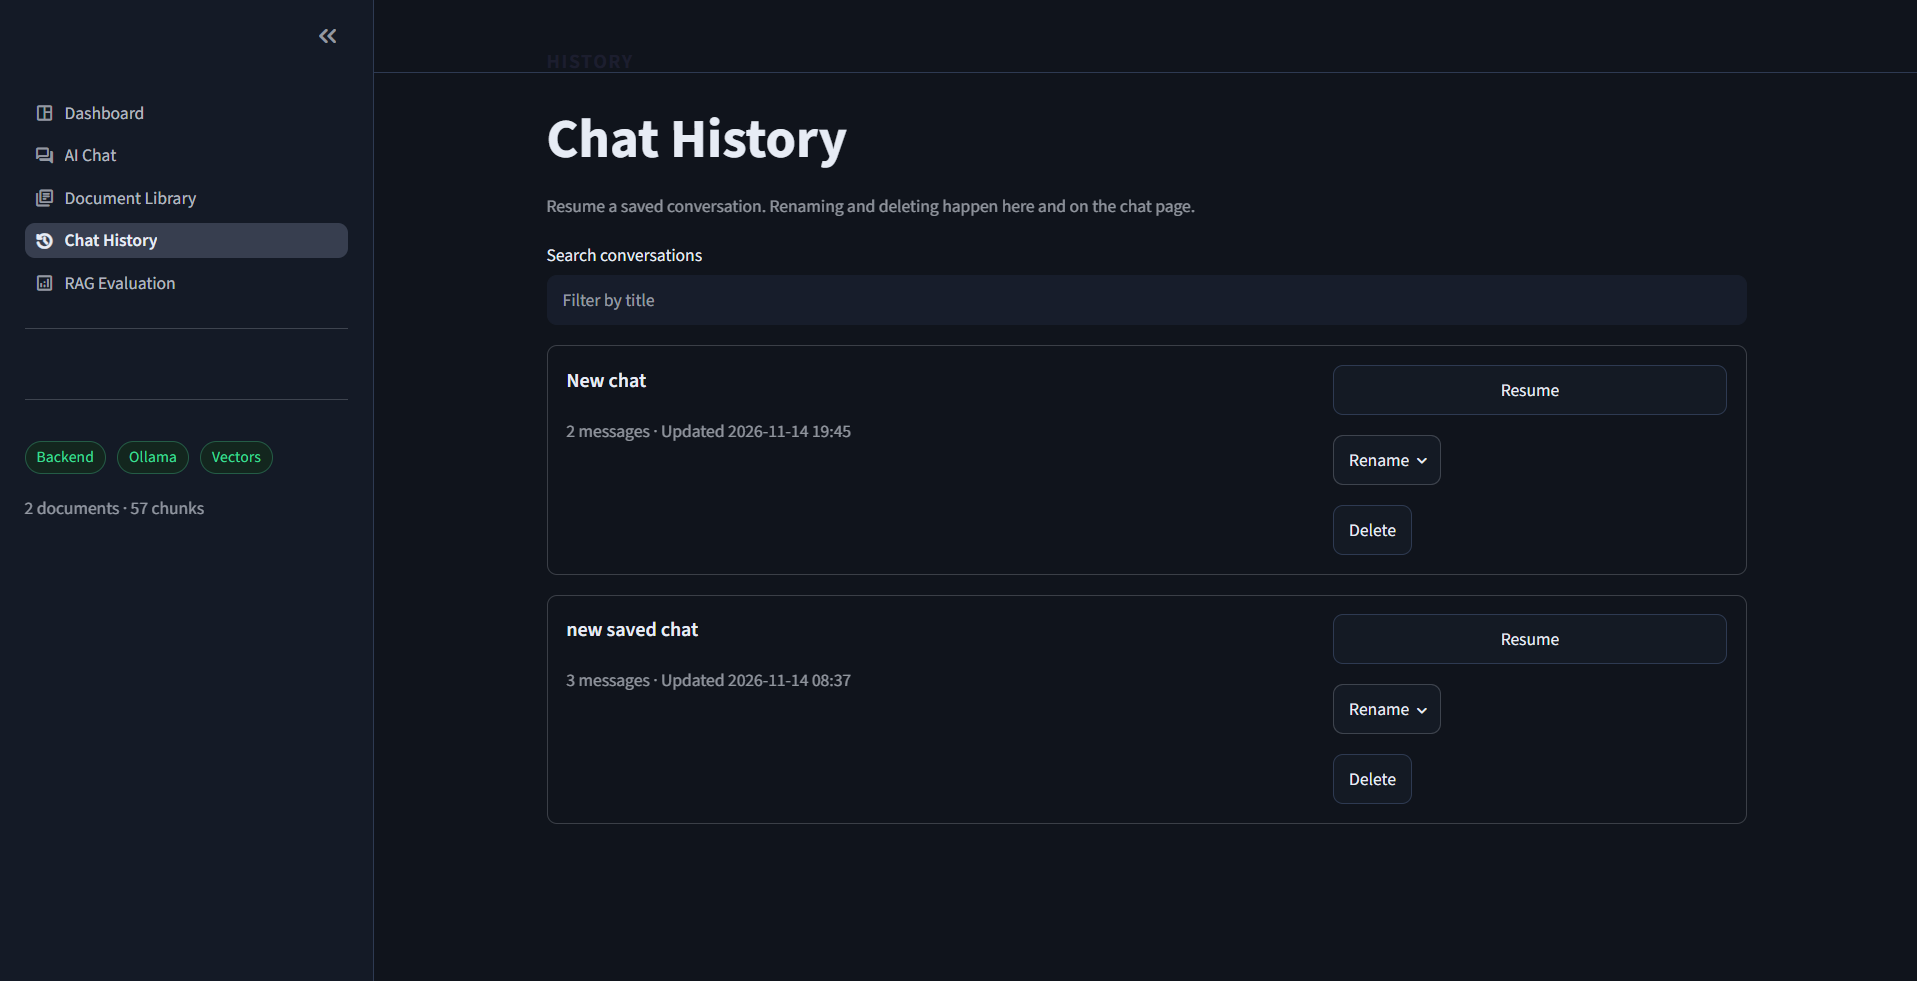 Dashboard
AI Chat
Document Library
Chat History
RAG Evaluation
Backend Ollama Vectors
2 documents · 57 chunks
HISTORY
Chat History
Resume a saved conversation. Renaming and deleting happen here and on the chat page.
Search conversations
Filter by title
New chat
2 messages · Updated 2026-11-14 19:45
Resume
Rename
Delete
new saved chat
3 messages · Updated 2026-11-14 08:37
Resume
Rename
Delete